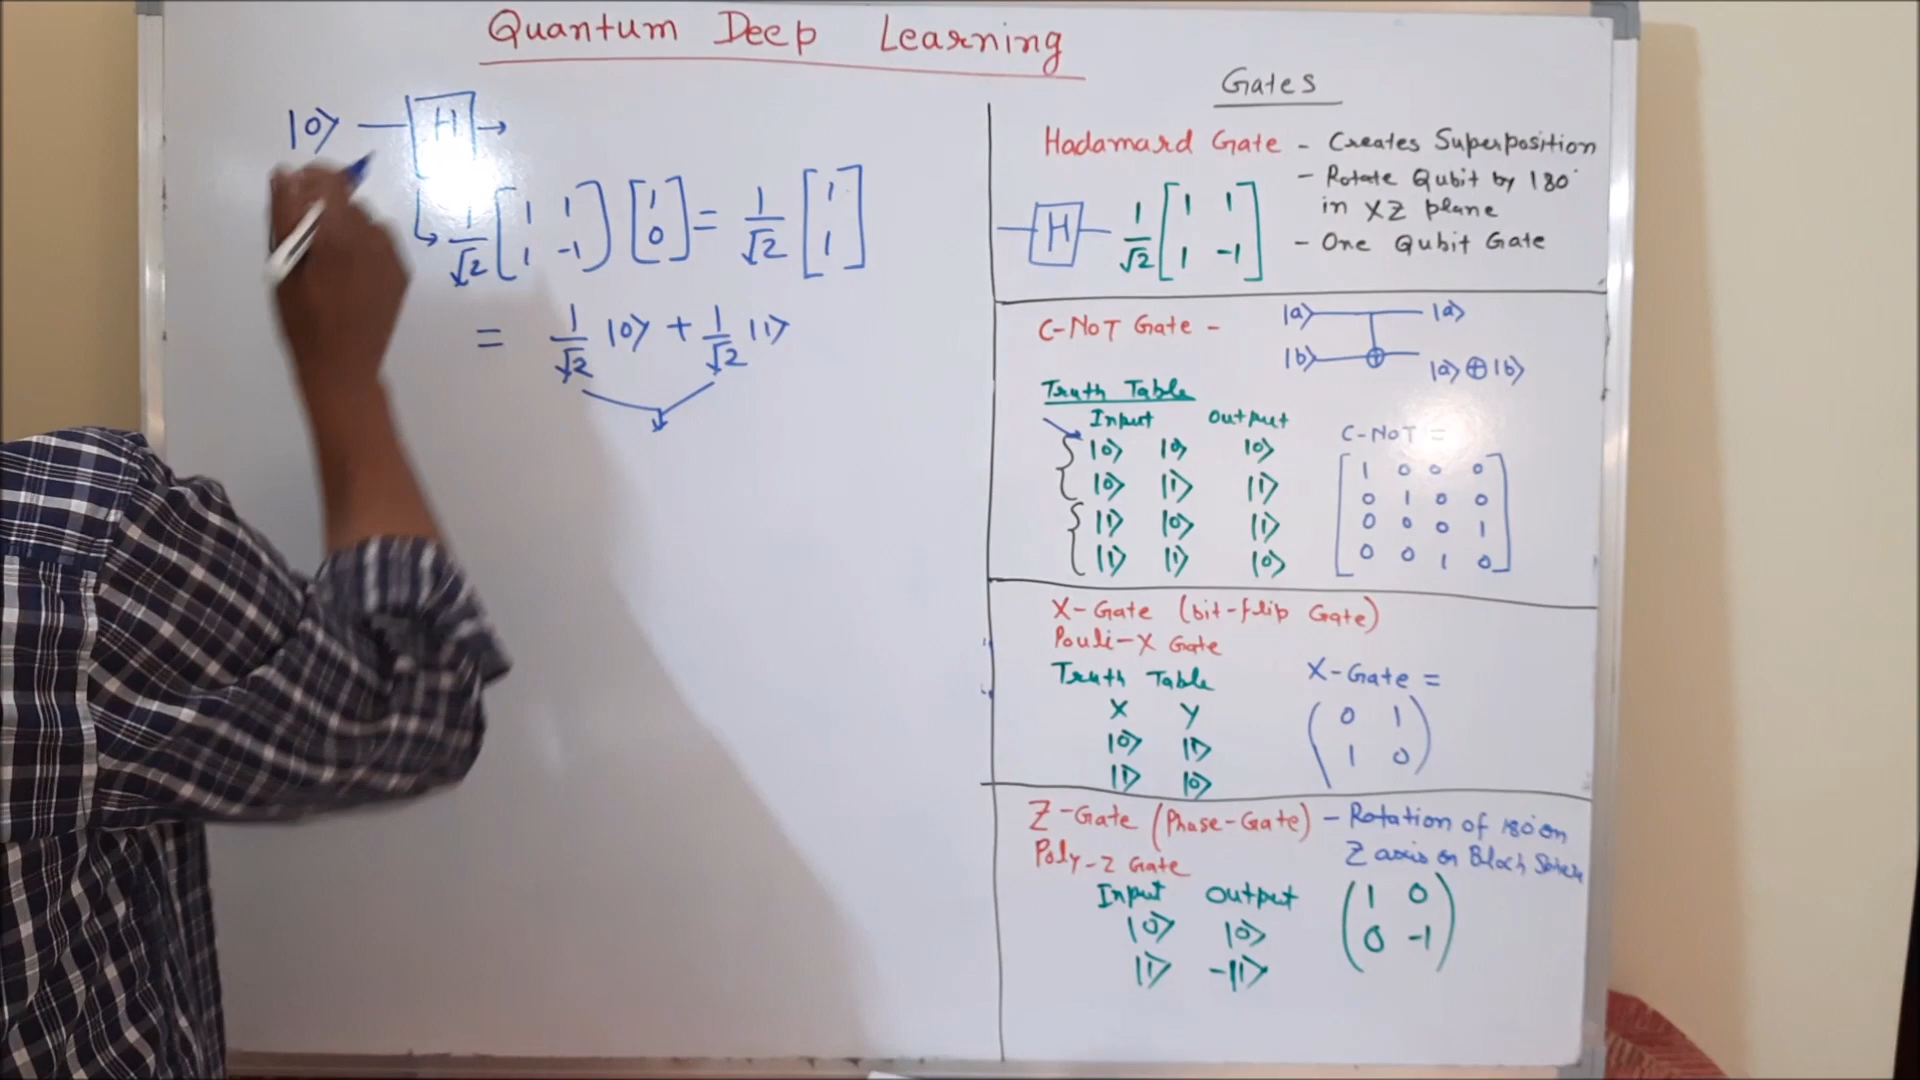 Quantum Deep Learning
|0⟩ — H →
1/√2 [1 1; 1 -1] [1; 0] = 1/√2 [1; 1]
= 1/√2 |0⟩ + 1/√2 |1⟩
Gates
Hadamard Gate - Creates Superposition
- Rotate Qubit by 180°
in XZ plane
- One Qubit Gate
H 1/√2 [1 1; 1 -1]
C-NOT Gate -
|a⟩ |a⟩
|b⟩ |a⟩ ⊕ |b⟩
Truth Table
Input Output
|0⟩ |0⟩ |0⟩
|0⟩ |1⟩ |1⟩
|1⟩ |0⟩ |1⟩
|1⟩ |1⟩ |0⟩
C-NOT =
1 0 0 0
0 1 0 0
0 0 0 1
0 0 1 0
X-Gate (bit-flip Gate)
Pouli-X Gate
Truth Table
X Y
|0⟩ |1⟩
|1⟩ |0⟩
X-Gate =
0 1
1 0
Z-Gate (Phase-Gate) - Rotation of 180° on
Z axis on Bloch
Poly-Z Gate
Input Output
|0⟩ |0⟩
|1⟩ -|1⟩
1 0
0 -1